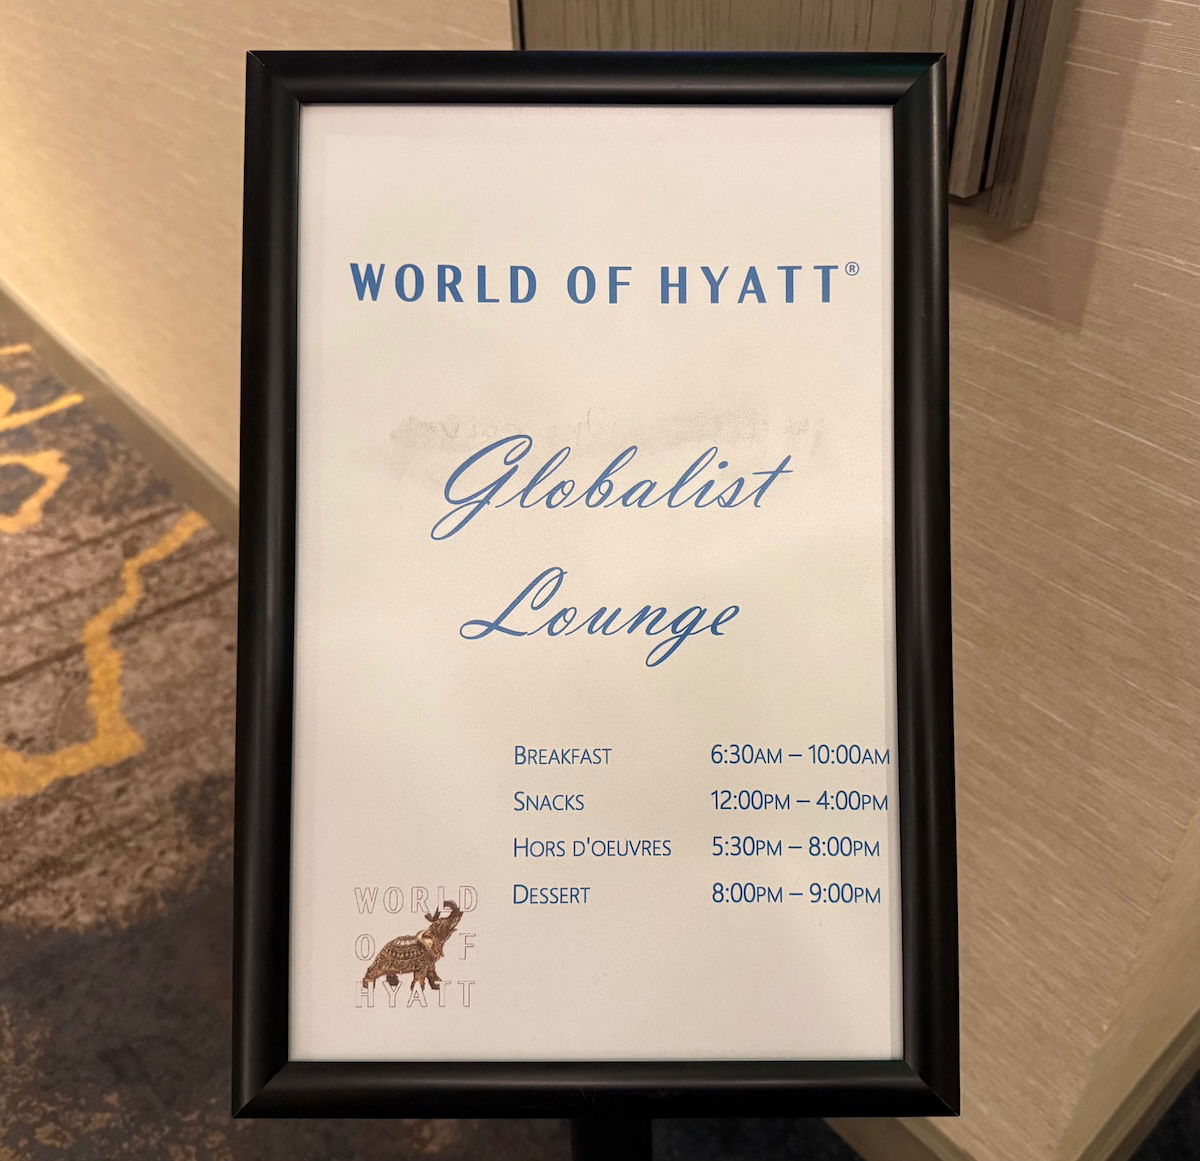 WORLD OF HYATT®
Globalist
Lounge
BREAKFAST 6:30AM – 10:00AM
SNACKS 12:00PM – 4:00PM
HORS D'OEUVRES 5:30PM – 8:00PM
DESSERT 8:00PM – 9:00PM
WORLD
OF
HYATT